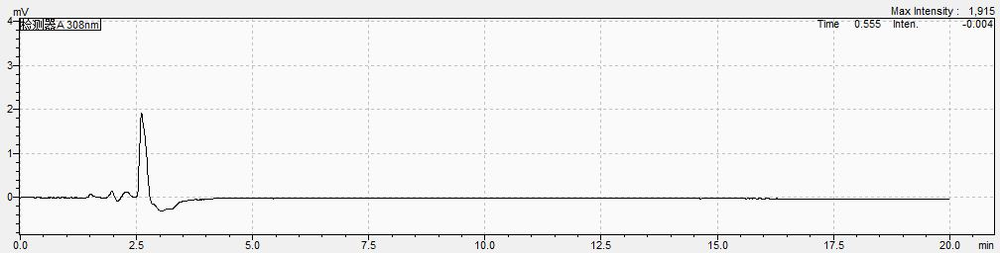 mV
Max Intensity : 1,915
检测器A 308nm
Time 0.555 Inten. -0.004
4
3
2
1
0
0.0 2.5 5.0 7.5 10.0 12.5 15.0 17.5 20.0 min